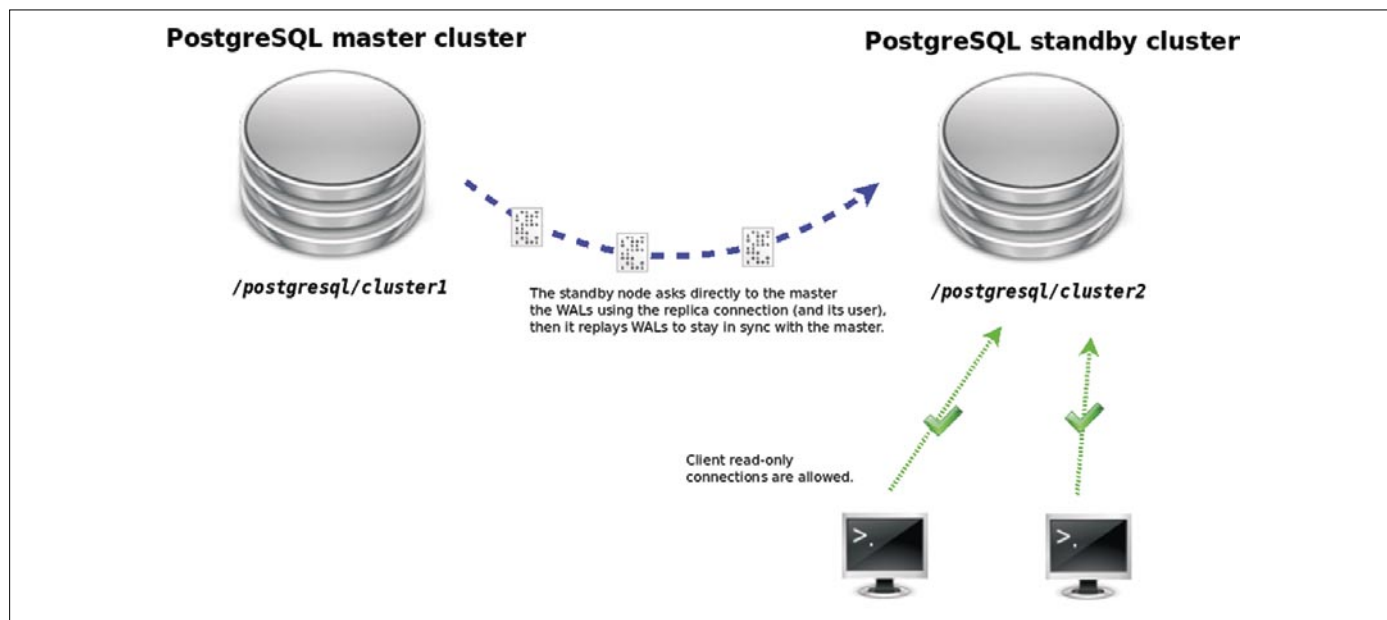 PostgreSQL master cluster
PostgreSQL standby cluster
/postgresql/cluster1
/postgresql/cluster2
The standby node asks directly to the master
the WALs using the replica connection (and its user),
then it replays WALs to stay in sync with the master.
Client read-only
connections are allowed.
>.
>.